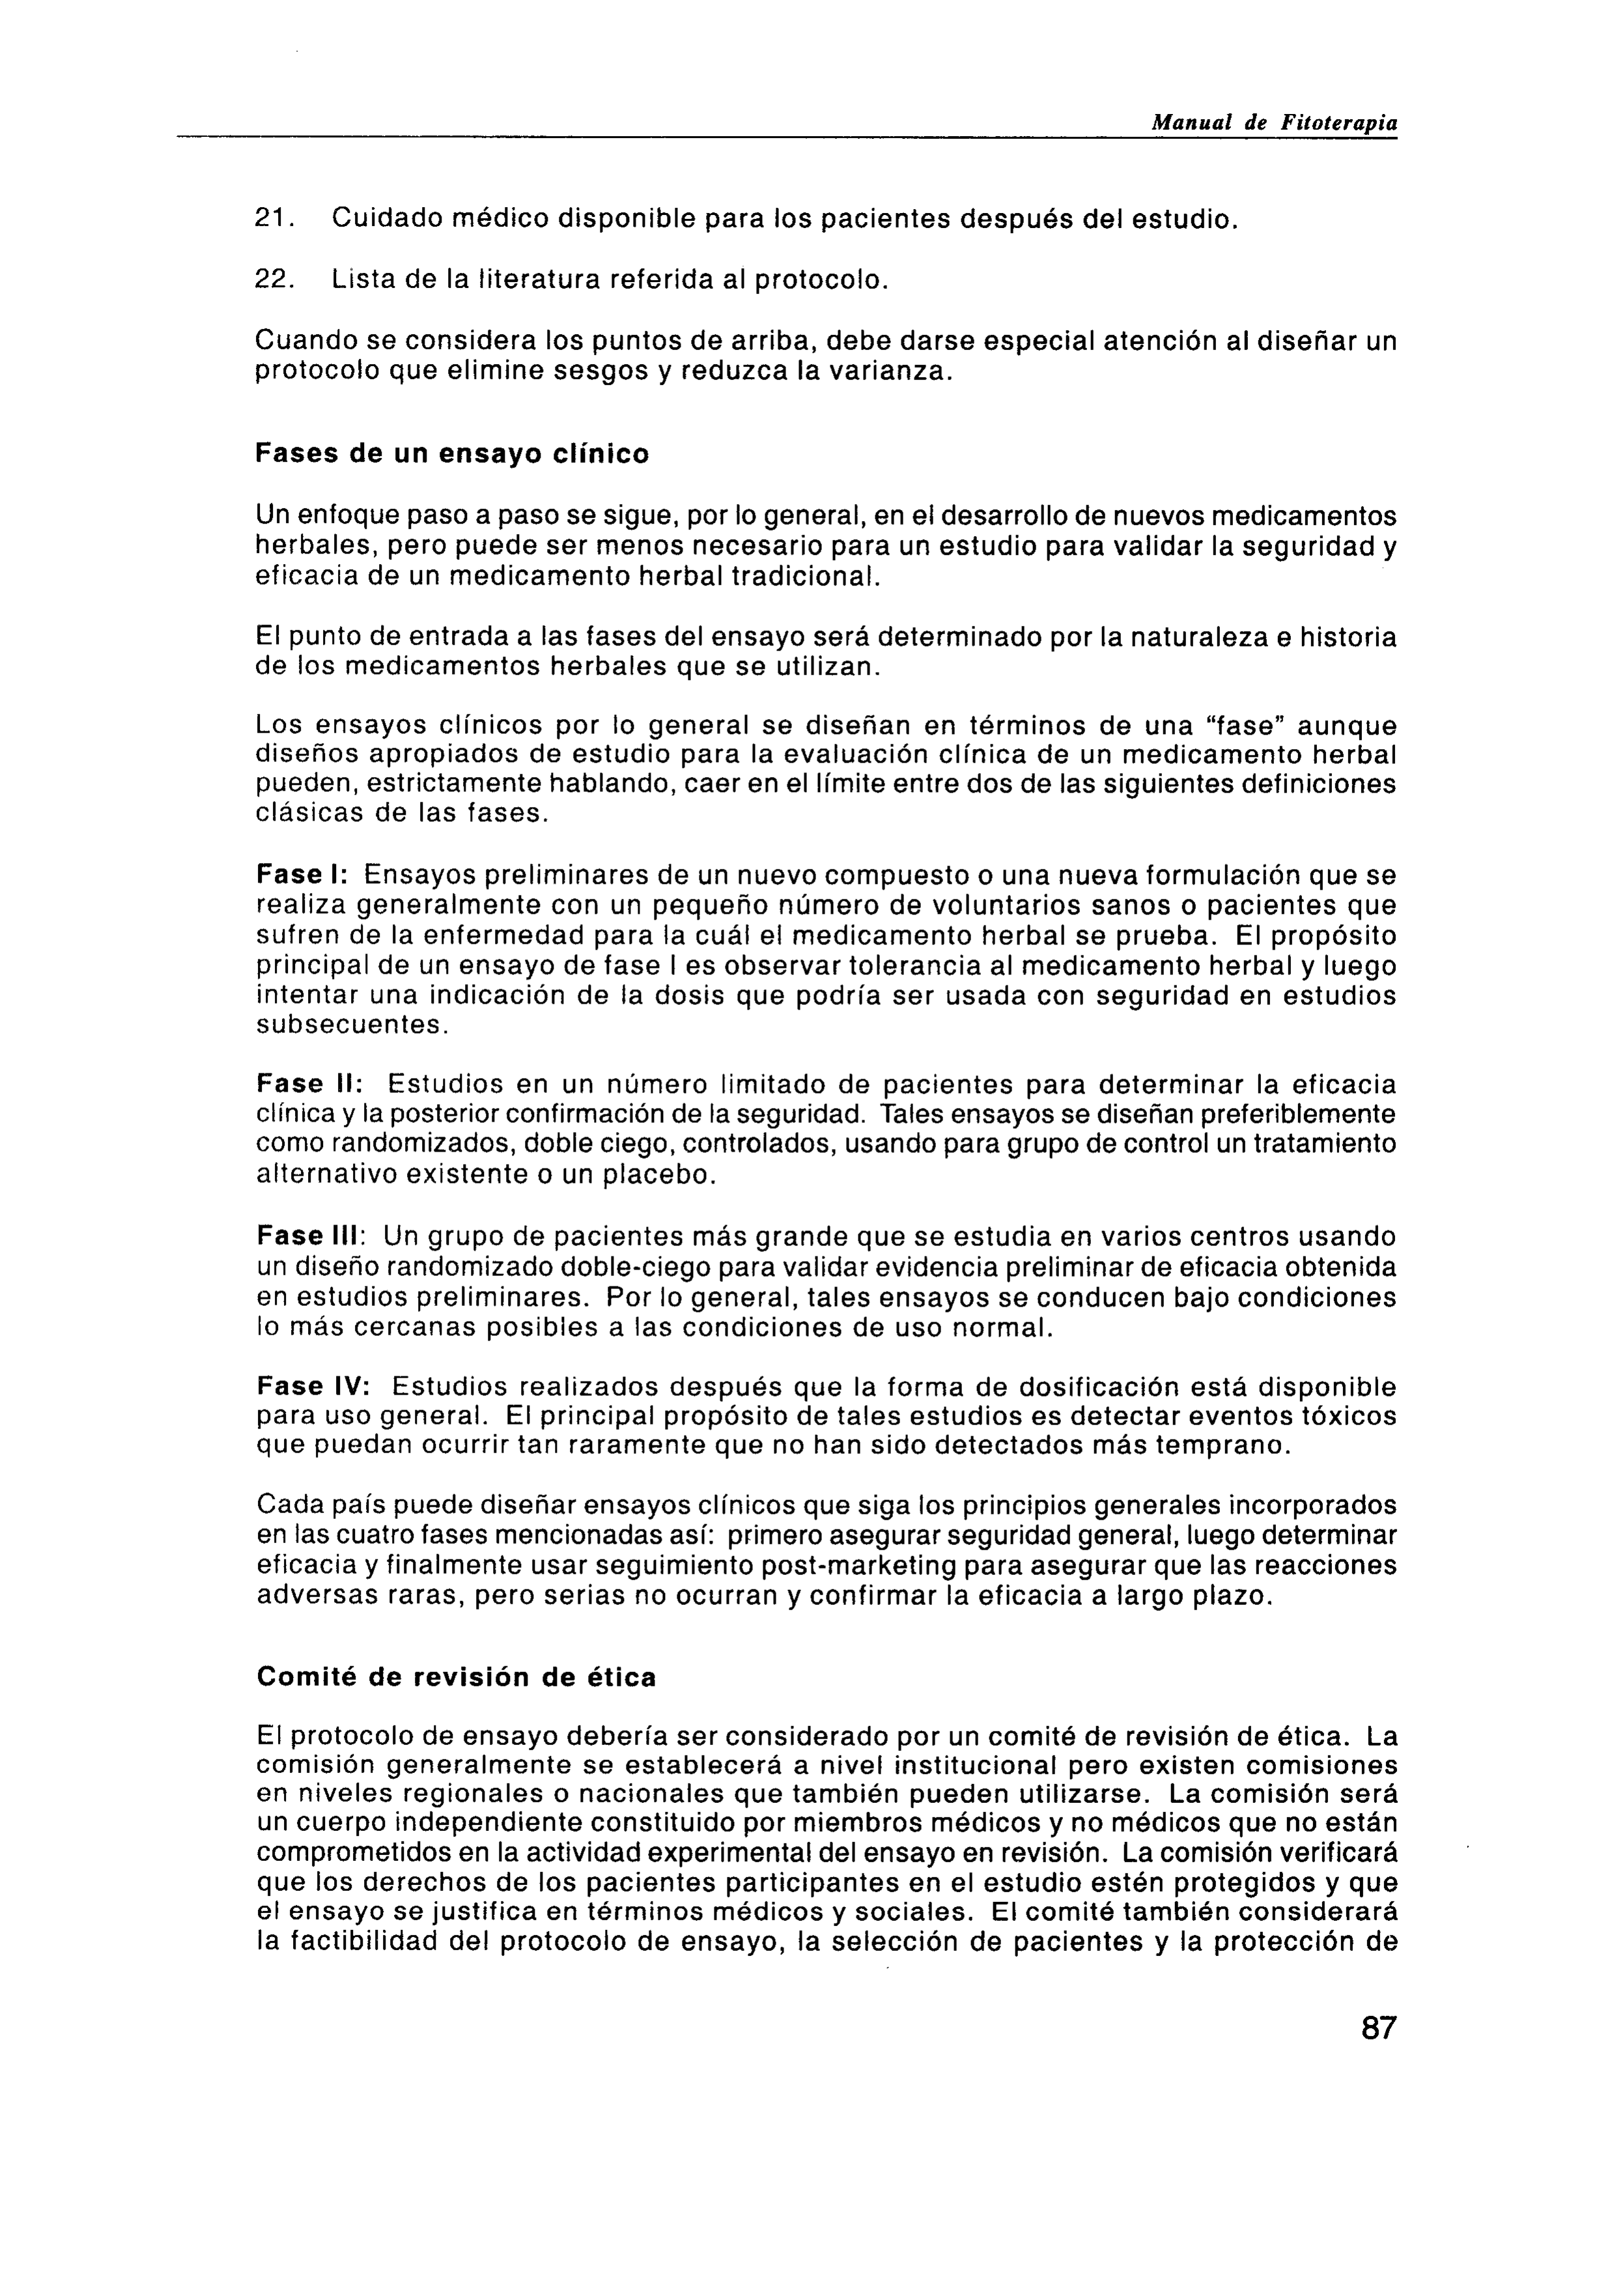 Manual de Fitoterapia
21. Cuidado médico disponible para los pacientes después del estudio.
22. Lista de la literatura referida al protocolo.
Cuando se considera los puntos de arriba, debe darse especial atención al diseñar un
protocolo que elimine sesgos y reduzca la varianza.
Fases de un ensayo clínico
Un enfoque paso a paso se sigue, por lo general, en el desarrollo de nuevos medicamentos
herbales, pero puede ser menos necesario para un estudio para validar la seguridad y
eficacia de un medicamento herbal tradicional.
El punto de entrada a las fases del ensayo será determinado por la naturaleza e historia
de los medicamentos herbales que se utilizan.
Los ensayos clínicos por lo general se diseñan en términos de una “fase” aunque
diseños apropiados de estudio para la evaluación clínica de un medicamento herbal
pueden, estrictamente hablando, caer en el límite entre dos de las siguientes definiciones
clásicas de las fases.
Fase I: Ensayos preliminares de un nuevo compuesto o una nueva formulación que se
realiza generalmente con un pequeño número de voluntarios sanos o pacientes que
sufren de la enfermedad para la cuál el medicamento herbal se prueba. El propósito
principal de un ensayo de fase I es observar tolerancia al medicamento herbal y luego
intentar una indicación de la dosis que podría ser usada con seguridad en estudios
subsecuentes.
Fase II: Estudios en un número limitado de pacientes para determinar la eficacia
clínica y la posterior confirmación de la seguridad. Tales ensayos se diseñan preferiblemente
como randomizados, doble ciego, controlados, usando para grupo de control un tratamiento
alternativo existente o un placebo.
Fase III: Un grupo de pacientes más grande que se estudia en varios centros usando
un diseño randomizado doble-ciego para validar evidencia preliminar de eficacia obtenida
en estudios preliminares. Por lo general, tales ensayos se conducen bajo condiciones
lo más cercanas posibles a las condiciones de uso normal.
Fase IV: Estudios realizados después que la forma de dosificación está disponible
para uso general. El principal propósito de tales estudios es detectar eventos tóxicos
que puedan ocurrir tan raramente que no han sido detectados más temprano.
Cada país puede diseñar ensayos clínicos que siga los principios generales incorporados
en las cuatro fases mencionadas así: primero asegurar seguridad general, luego determinar
eficacia y finalmente usar seguimiento post-marketing para asegurar que las reacciones
adversas raras, pero serias no ocurran y confirmar la eficacia a largo plazo.
Comité de revisión de ética
El protocolo de ensayo debería ser considerado por un comité de revisión de ética. La
comisión generalmente se establecerá a nivel institucional pero existen comisiones
en niveles regionales o nacionales que también pueden utilizarse. La comisión será
un cuerpo independiente constituido por miembros médicos y no médicos que no están
comprometidos en la actividad experimental del ensayo en revisión. La comisión verificará
que los derechos de los pacientes participantes en el estudio estén protegidos y que
el ensayo se justifica en términos médicos y sociales. El comité también considerará
la factibilidad del protocolo de ensayo, la selección de pacientes y la protección de
87